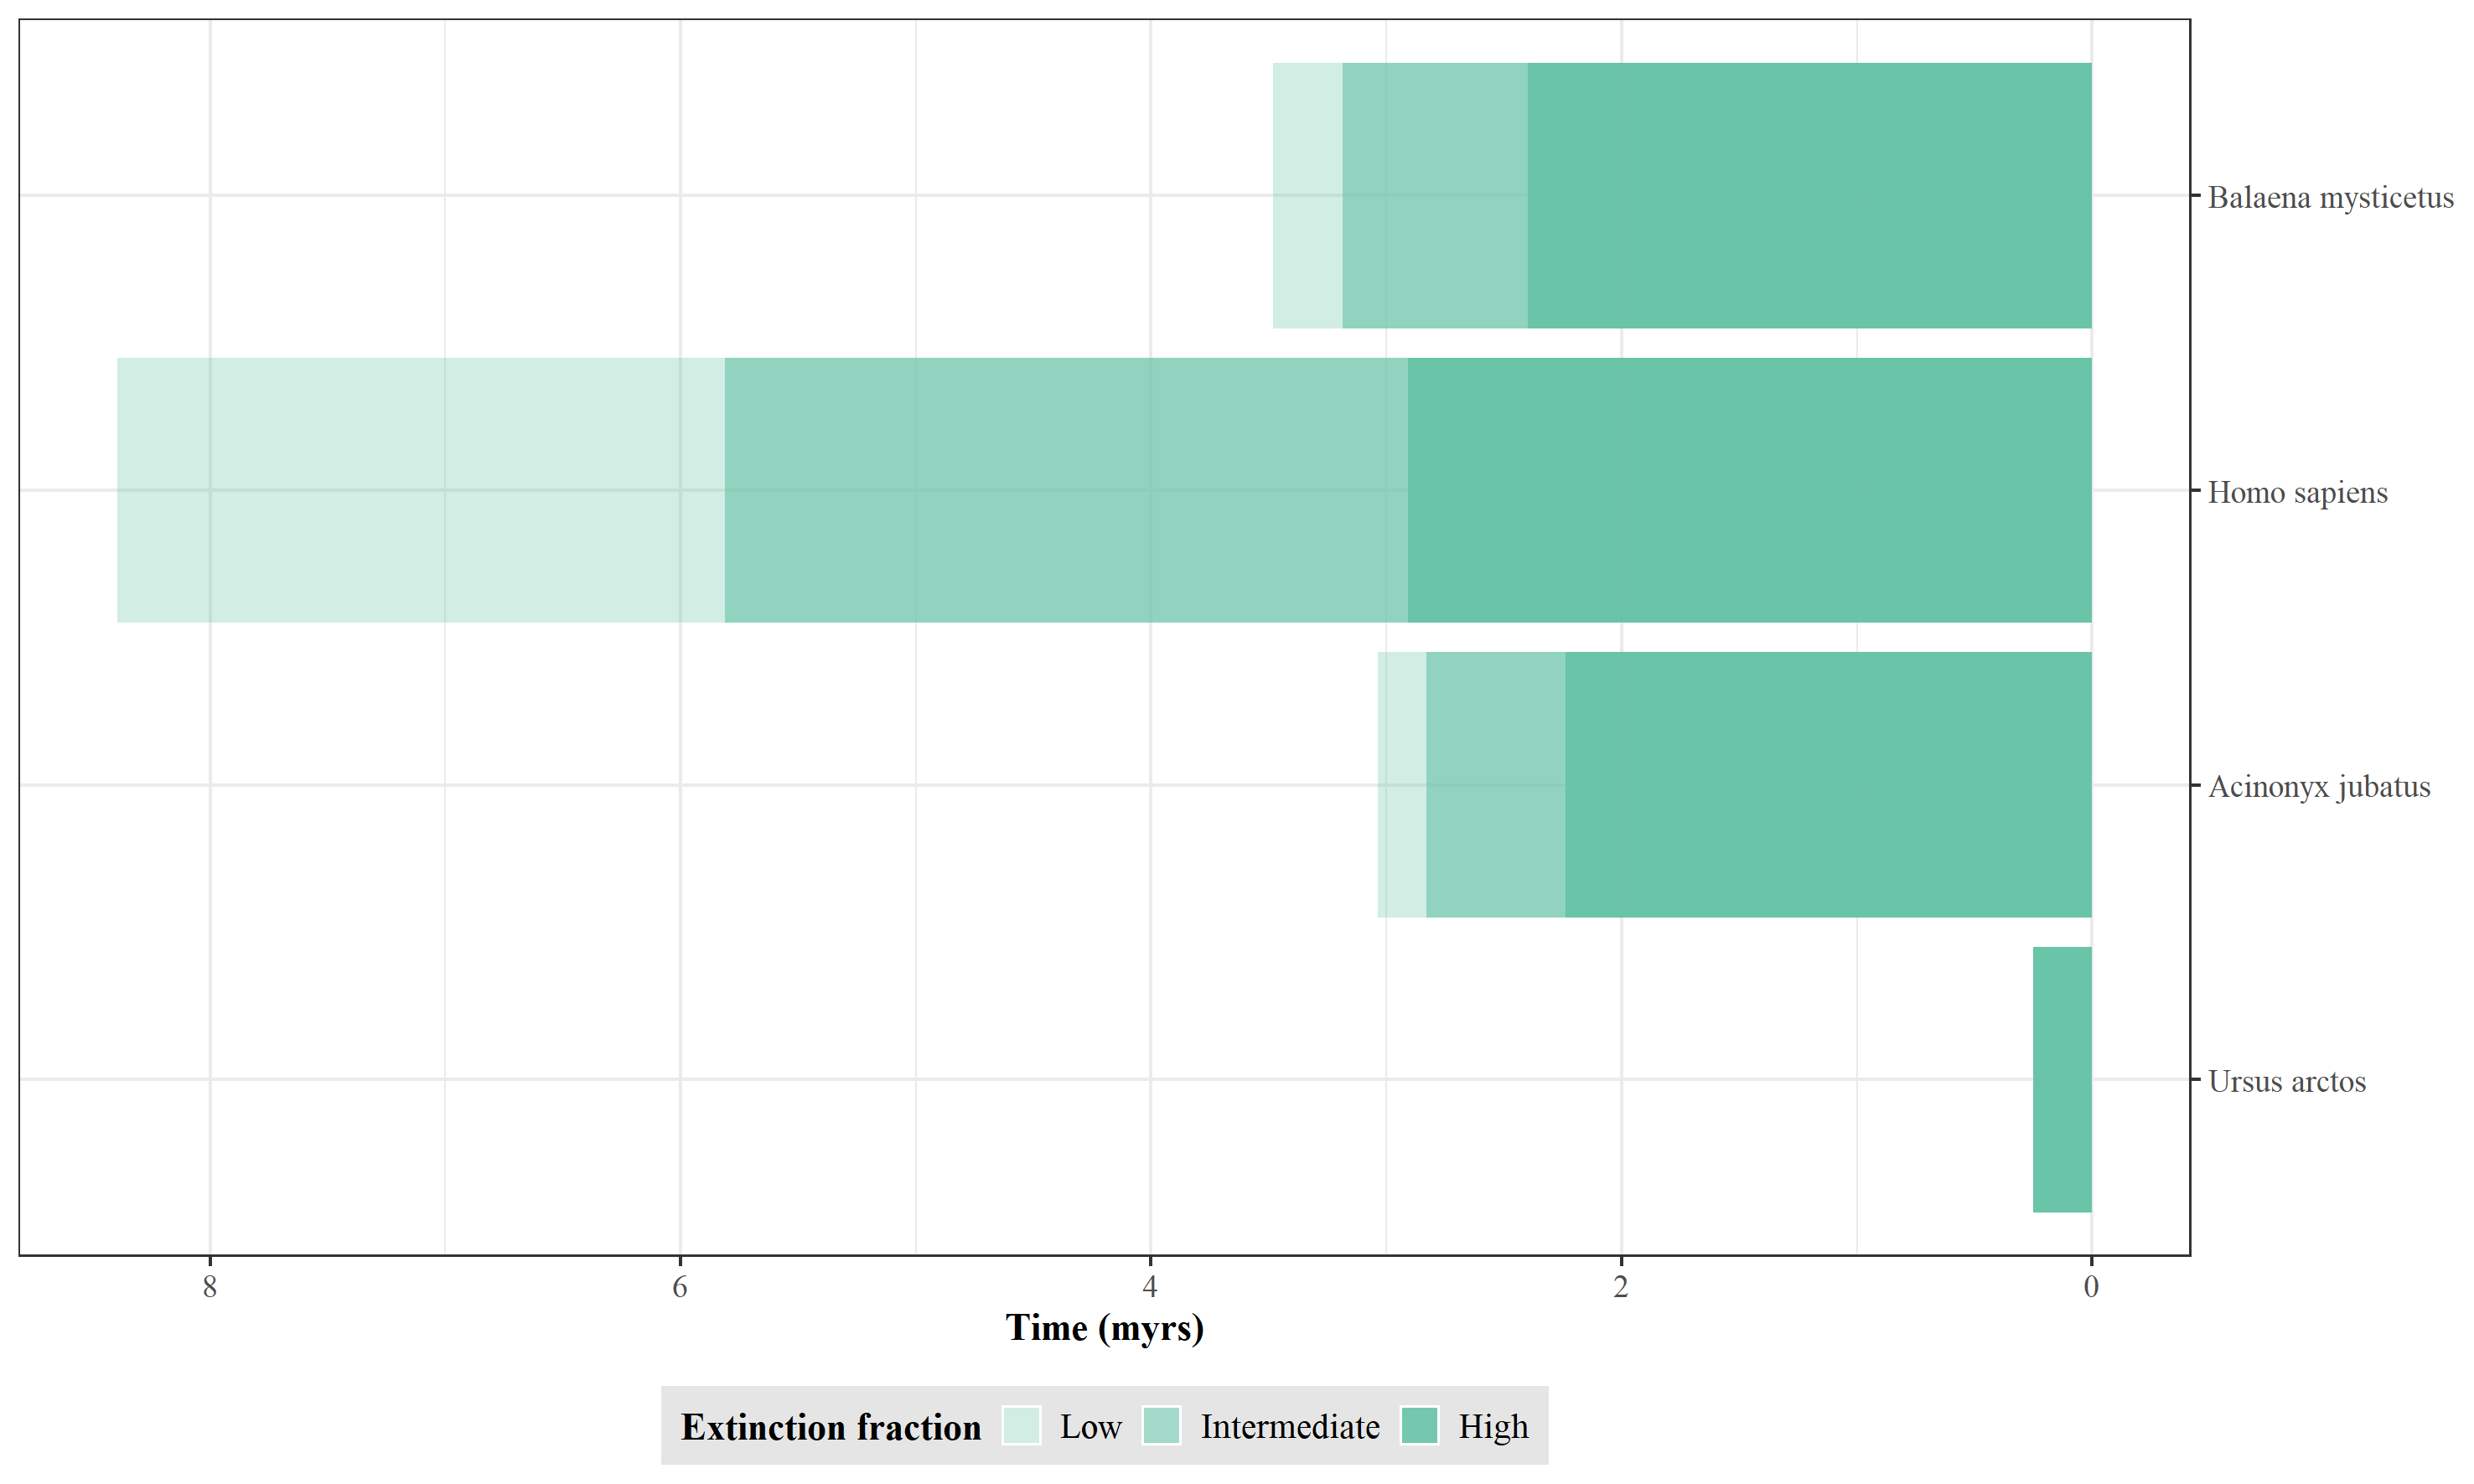 Balaena mysticetus
Homo sapiens
Acinonyx jubatus
Ursus arctos
8 6 4 2 0
Time (myrs)
Extinction fraction Low Intermediate High